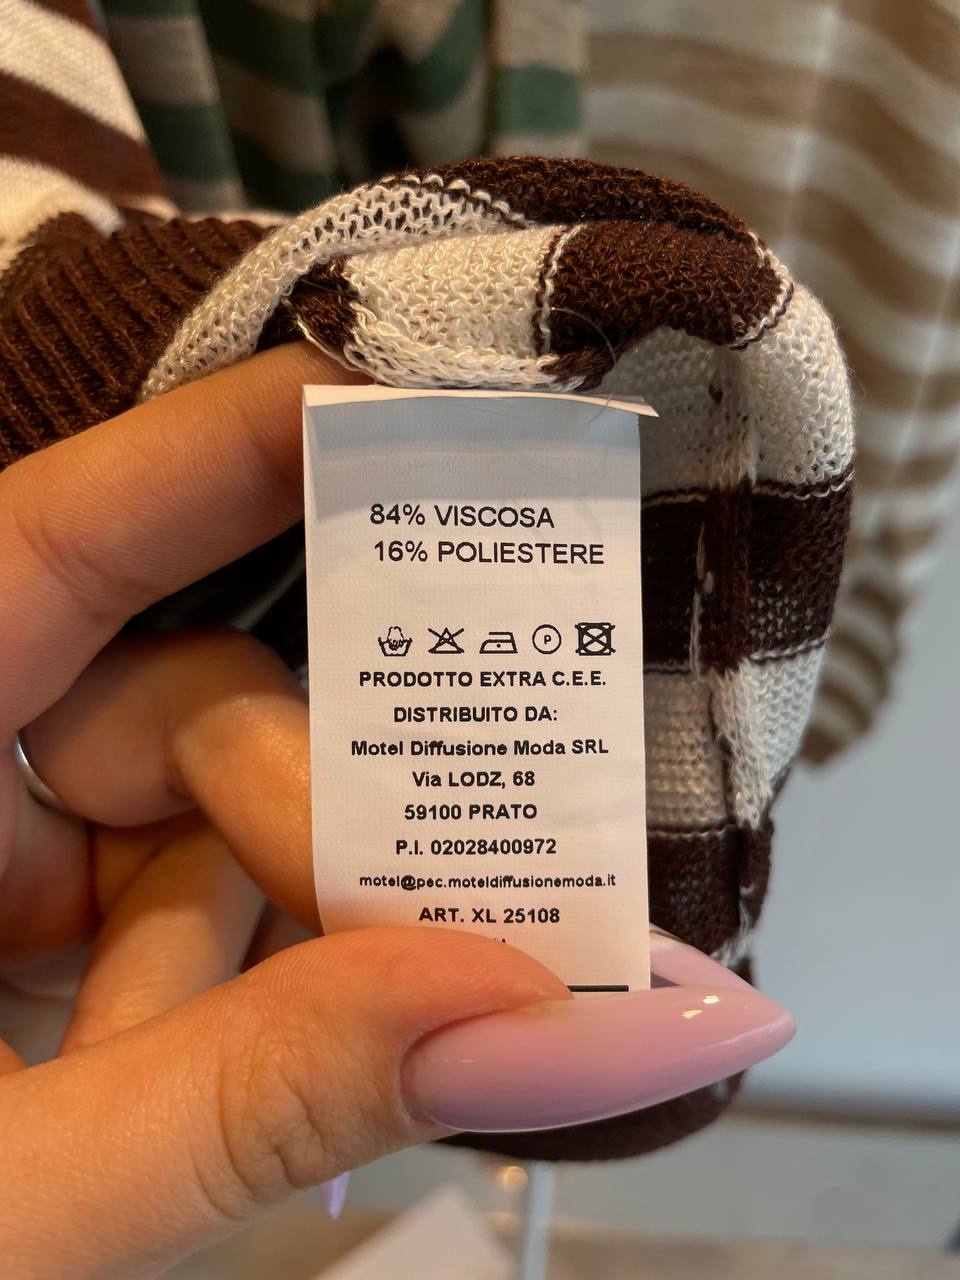 84% VISCOSA
16% POLIESTERE
P
PRODOTTO EXTRA C.E.E.
DISTRIBUITO DA:
Motel Diffusione Moda SRL
Via LODZ, 68
59100 PRATO
P.I. 02028400972
motel@pec.moteldiffusionemoda.it
ART. XL 25108